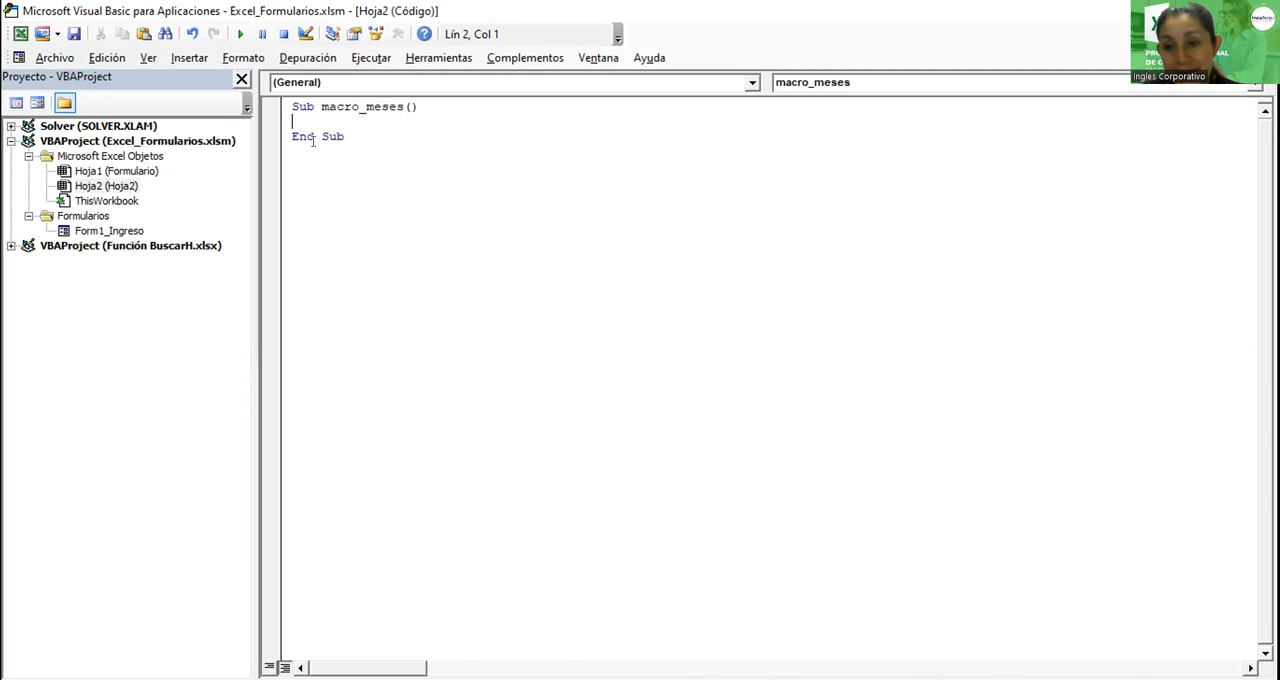 Microsoft Visual Basic para Aplicaciones - Excel_Formularios.xlsm - [Hoja2 (Código)]
Lín 2, Col 1
Archivo Edición Ver Insertar Formato Depuración Ejecutar Herramientas Complementos Ventana Ayuda
Proyecto - VBAProject
(General)
macro_meses
Solver (SOLVER.XLAM)
VBAProject (Excel_Formularios.xlsm)
Microsoft Excel Objetos
Hoja1 (Formulario)
Hoja2 (Hoja2)
ThisWorkbook
Formularios
Form1_Ingreso
VBAProject (Función BuscarH.xlsx)
Sub macro_meses()
End Sub
Ingles Corporativo